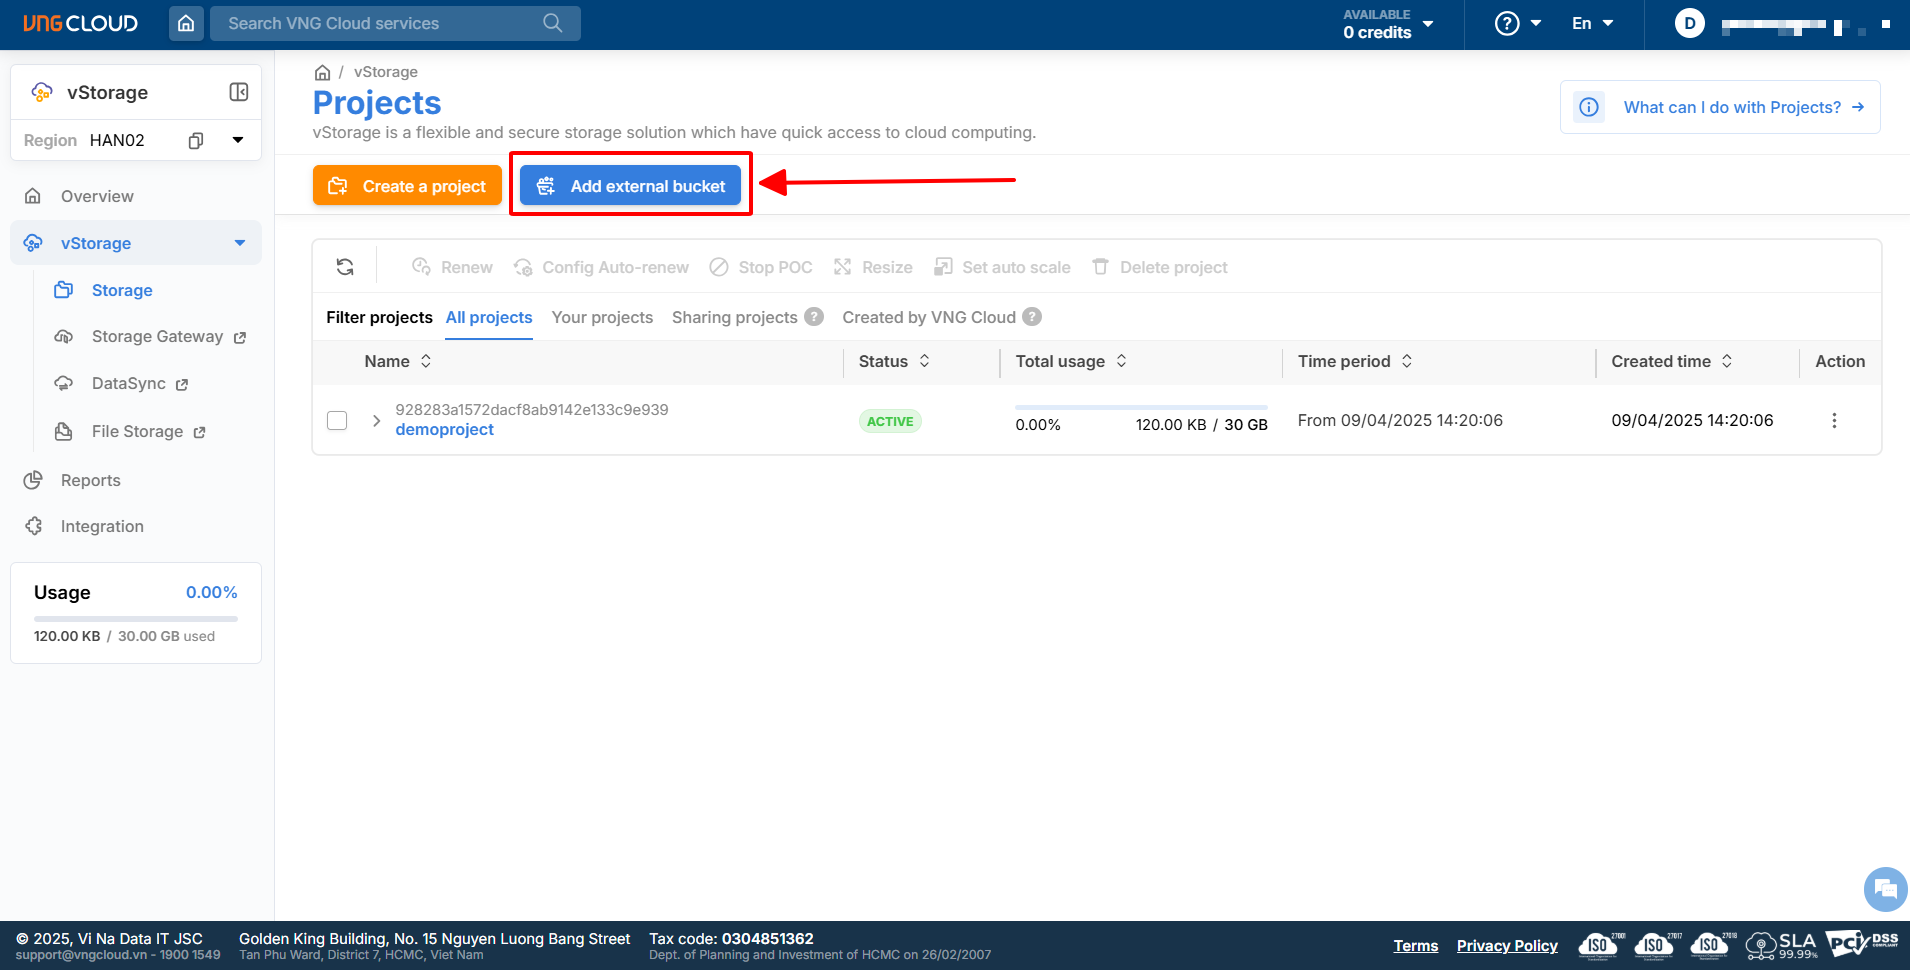 VNG CLOUD
Search VNG Cloud services
AVAILABLE
0 credits
?
En
D
vStorage
Region HAN02
Overview
vStorage
Storage
Storage Gateway
DataSync
File Storage
Reports
Integration
Usage 0.00%
120.00 KB / 30.00 GB used
/ vStorage
Projects
vStorage is a flexible and secure storage solution which have quick access to cloud computing.
What can I do with Projects?
Create a project
Add external bucket
Renew Config Auto-renew Stop POC Resize Set auto scale Delete project
Filter projects All projects Your projects Sharing projects ? Created by VNG Cloud ?
Name Status Total usage Time period Created time Action
928283a1572dacf8ab9142e133c9e939
demoproject
ACTIVE
0.00% 120.00 KB / 30 GB
From 09/04/2025 14:20:06
09/04/2025 14:20:06
© 2025, Vi Na Data IT JSC
support@vngcloud.vn - 1900 1549
Golden King Building, No. 15 Nguyen Luong Bang Street
Tan Phu Ward, District 7, HCMC, Viet Nam
Tax code: 0304851362
Dept. of Planning and Investment of HCMC on 26/02/2007
Terms
Privacy Policy
ISO 27001
ISO 27017
ISO 27018
SLA
99.99%
PCI DSS
COMPLIANT